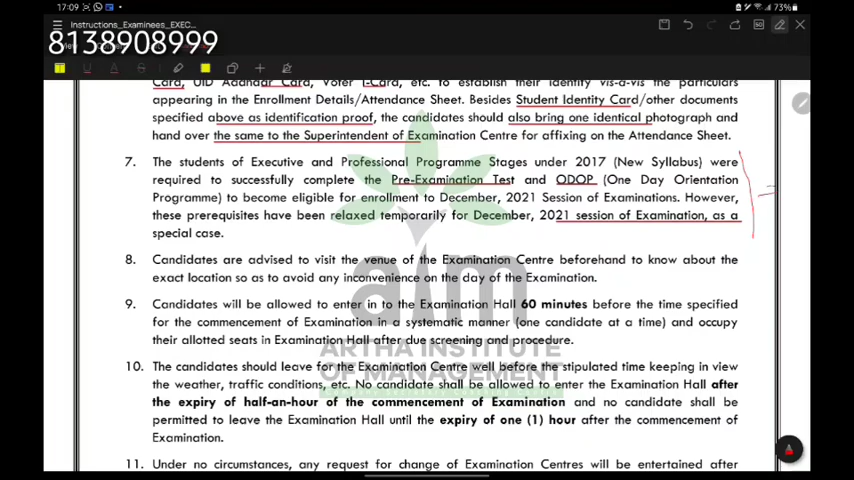 17:09
73%
Instructions_Examinees_EXEC...
8138908999
Card, UID Aadhar Card, Voter I-Card, etc. To establish their identity vis-a-vis the particulars
appearing in the Enrollment Details/Attendance Sheet. Besides Student Identity Card/other documents
specified above as identification proof, the candidates should also bring one identical photograph and
hand over the same to the Superintendent of Examination Centre for affixing on the Attendance Sheet.
7. The students of Executive and Professional Programme Stages under 2017 (New Syllabus) were
required to successfully complete the Pre-Examination Test and ODOP (One Day Orientation
Programme) to become eligible for enrollment to December, 2021 Session of Examinations. However,
these prerequisites have been relaxed temporarily for December, 2021 session of Examination, as a
special case.
8. Candidates are advised to visit the venue of the Examination Centre beforehand to know about the
exact location so as to avoid any inconvenience on the day of the Examination.
9. Candidates will be allowed to enter in to the Examination Hall 60 minutes before the time specified
for the commencement of Examination in a systematic manner (one candidate at a time) and occupy
their allotted seats in Examination Hall after due screening and procedure.
aim
ARTHA INSTITUTE
OF MANAGEMENT
10. The candidates should leave for the Examination Centre well before the stipulated time keeping in view
the weather, traffic conditions, etc. No candidate shall be allowed to enter the Examination Hall after
the expiry of half-an-hour of the commencement of Examination and no candidate shall be
permitted to leave the Examination Hall until the expiry of one (1) hour after the commencement of
Examination.
11. Under no circumstances, any request for change of Examination Centres will be entertained after